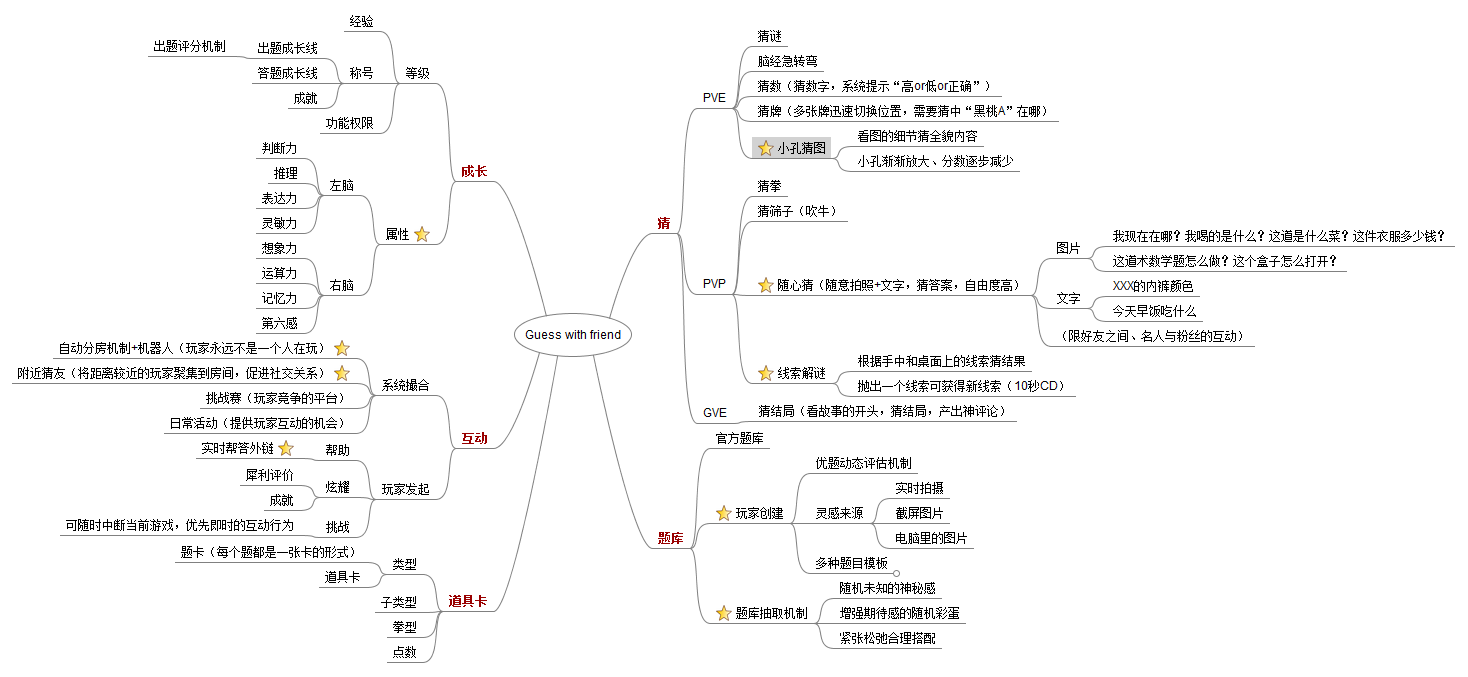 Guess with friend
猜
PVE
猜谜
脑经急转弯
猜数（猜数字，系统提示“高or低or正确”）
猜牌（多张牌迅速切换位置，需要猜中“黑桃A”在哪）
小孔猜图
看图的细节猜全貌内容
小孔渐渐放大、分数逐步减少
PVP
猜拳
猜筛子（吹牛）
随心猜（随意拍照+文字，猜答案，自由度高）
图片
我现在在哪？我喝的是什么？这道是什么菜？这件衣服多少钱？
这道术数学题怎么做？这个盒子怎么打开？
文字
XXX的内裤颜色
今天早饭吃什么
（限好友之间、名人与粉丝的互动）
线索解谜
根据手中和桌面上的线索猜结果
抛出一个线索可获得新线索（10秒CD）
GVE
猜结局（看故事的开头，猜结局，产出神评论）
题库
官方题库
玩家创建
优题动态评估机制
灵感来源
实时拍摄
截屏图片
电脑里的图片
多种题目模板
题库抽取机制
随机未知的神秘感
增强期待感的随机彩蛋
紧张松弛合理搭配
成长
等级
经验
称号
出题成长线
出题评分机制
答题成长线
成就
功能权限
属性
左脑
判断力
推理
表达力
灵敏力
右脑
想象力
运算力
记忆力
第六感
互动
系统撮合
自动分房机制+机器人（玩家永远不是一个人在玩）
附近猜友（将距离较近的玩家聚集到房间，促进社交关系）
挑战赛（玩家竟争的平台）
日常活动（提供玩家互动的机会）
玩家发起
帮助
实时帮答外链
炫耀
犀利评价
成就
挑战
可随时中断当前游戏，优先即时的互动行为
道具卡
类型
题卡（每个题都是一张卡的形式）
道具卡
子类型
拳型
点数